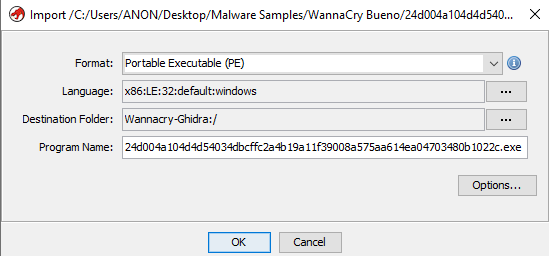 Import /C:/Users/ANON/Desktop/Malware Samples/WannaCry Bueno/24d004a104d4d540...
Format: Portable Executable (PE)
Language: x86:LE:32:default:windows ...
Destination Folder: Wannacry-Ghidra:/ ...
Program Name: 24d004a104d4d54034dbcffc2a4b19a11f39008a575aa614ea04703480b1022c.exe
Options...
OK Cancel